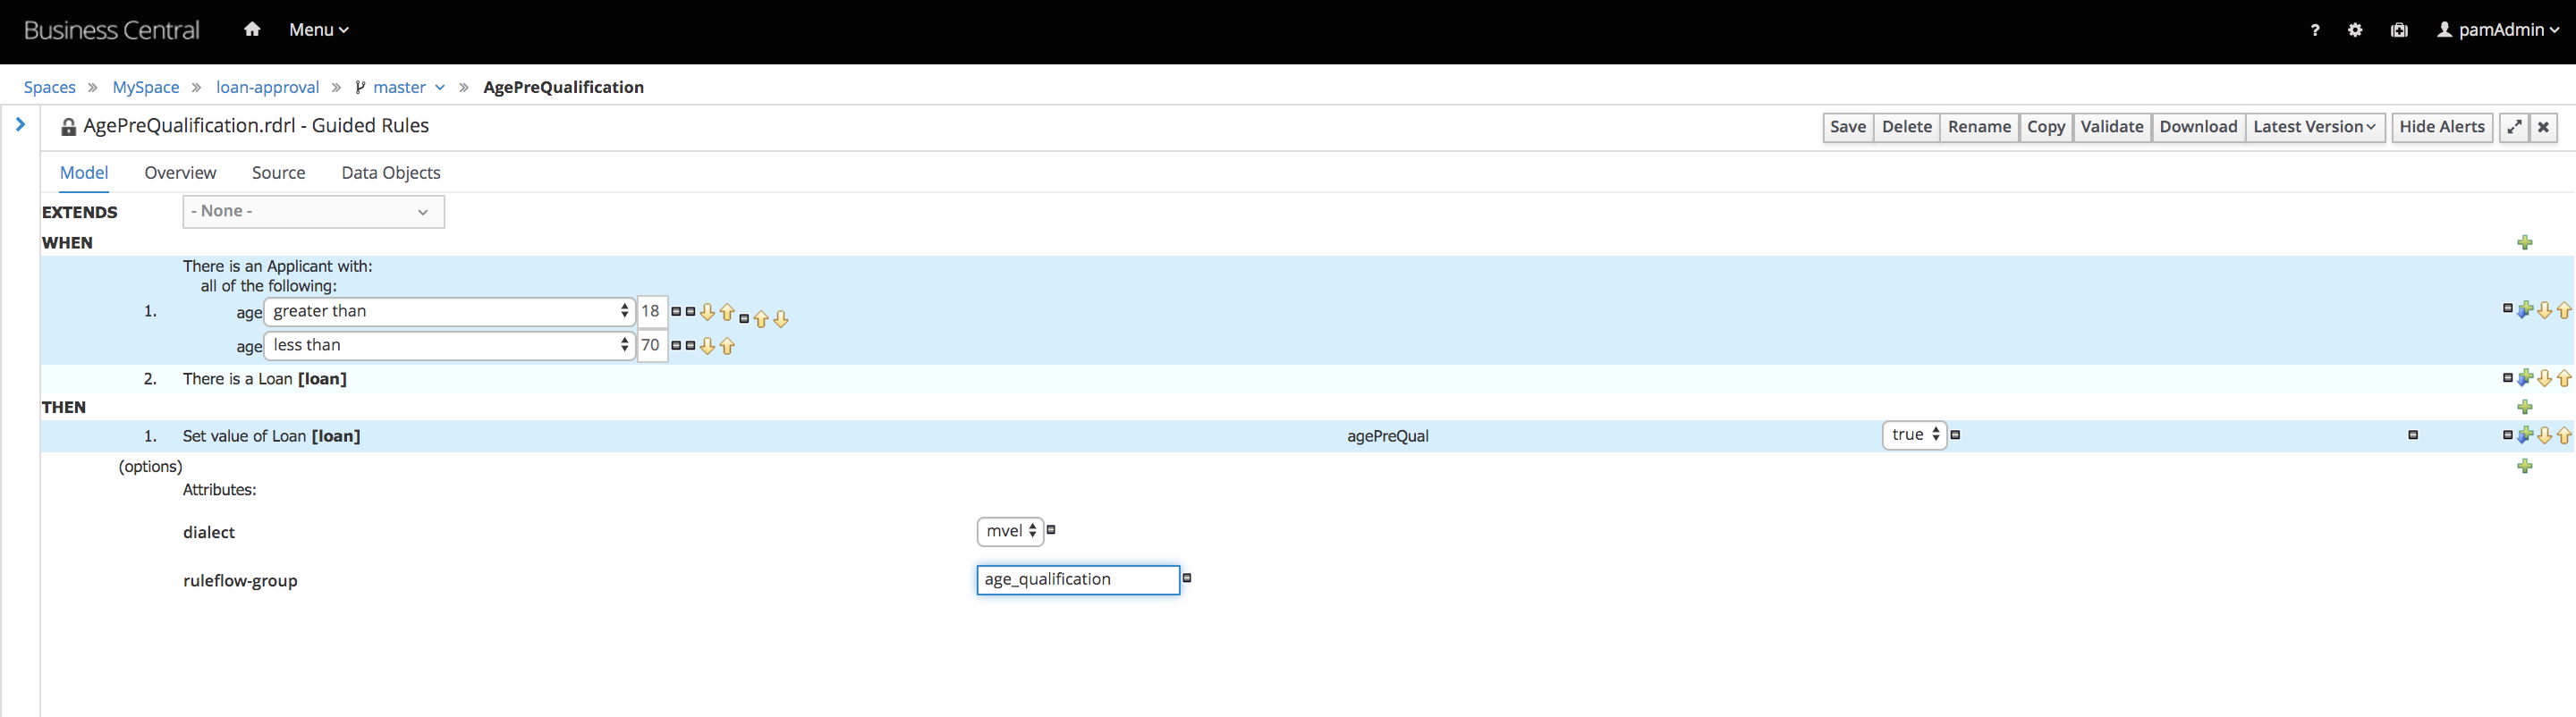 Business Central Menu ? pamAdmin
Spaces » MySpace » loan-approval » master » AgePreQualification
AgePreQualification.rdrl - Guided Rules Save Delete Rename Copy Validate Download Latest Version Hide Alerts
Model Overview Source Data Objects
EXTENDS - None -
WHEN
There is an Applicant with:
all of the following:
1. age greater than 18
age less than 70
2. There is a Loan [loan]
THEN
1. Set value of Loan [loan] agePreQual true
(options)
Attributes:
dialect mvel
ruleflow-group age_qualification